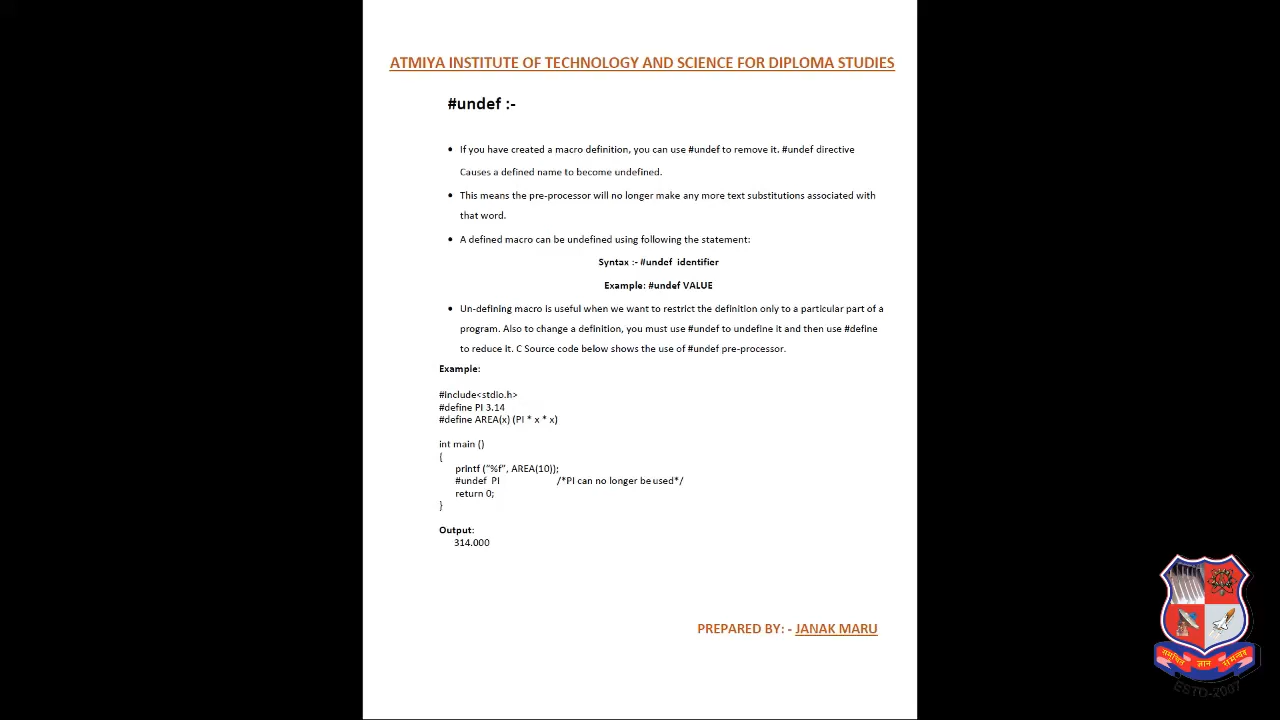 ATMIYA INSTITUTE OF TECHNOLOGY AND SCIENCE FOR DIPLOMA STUDIES
#undef :-
• If you have created a macro definition, you can use #undef to remove it. #undef directive
Causes a defined name to become undefined.
• This means the pre-processor will no longer make any more text substitutions associated with
that word.
• A defined macro can be undefined using following the statement:
Syntax :- #undef identifier
Example: #undef VALUE
• Un-defining macro is useful when we want to restrict the definition only to a particular part of a
program. Also to change a definition, you must use #undef to undefine it and then use #define
to reduce it. C Source code below shows the use of #undef pre-processor.
Example:
#include<stdio.h>
#define PI 3.14
#define AREA(x) (PI * x * x)
int main ()
{
printf (“%f”, AREA(10));
#undef PI /*PI can no longer be used*/
return 0;
}
Output:
314.000
PREPARED BY: - JANAK MARU
ज्ञान
ESTD-2007